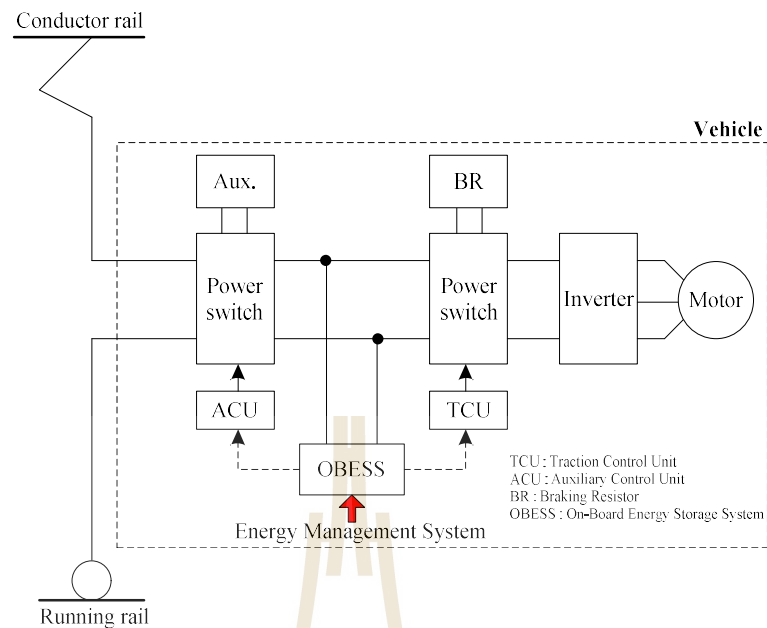 Conductor rail
Vehicle
Aux.
BR
Power
switch
Power
switch
Inverter
Motor
ACU
TCU
OBESS
TCU : Traction Control Unit
ACU : Auxiliary Control Unit
BR : Braking Resistor
OBESS : On-Board Energy Storage System
Energy Management System
Running rail